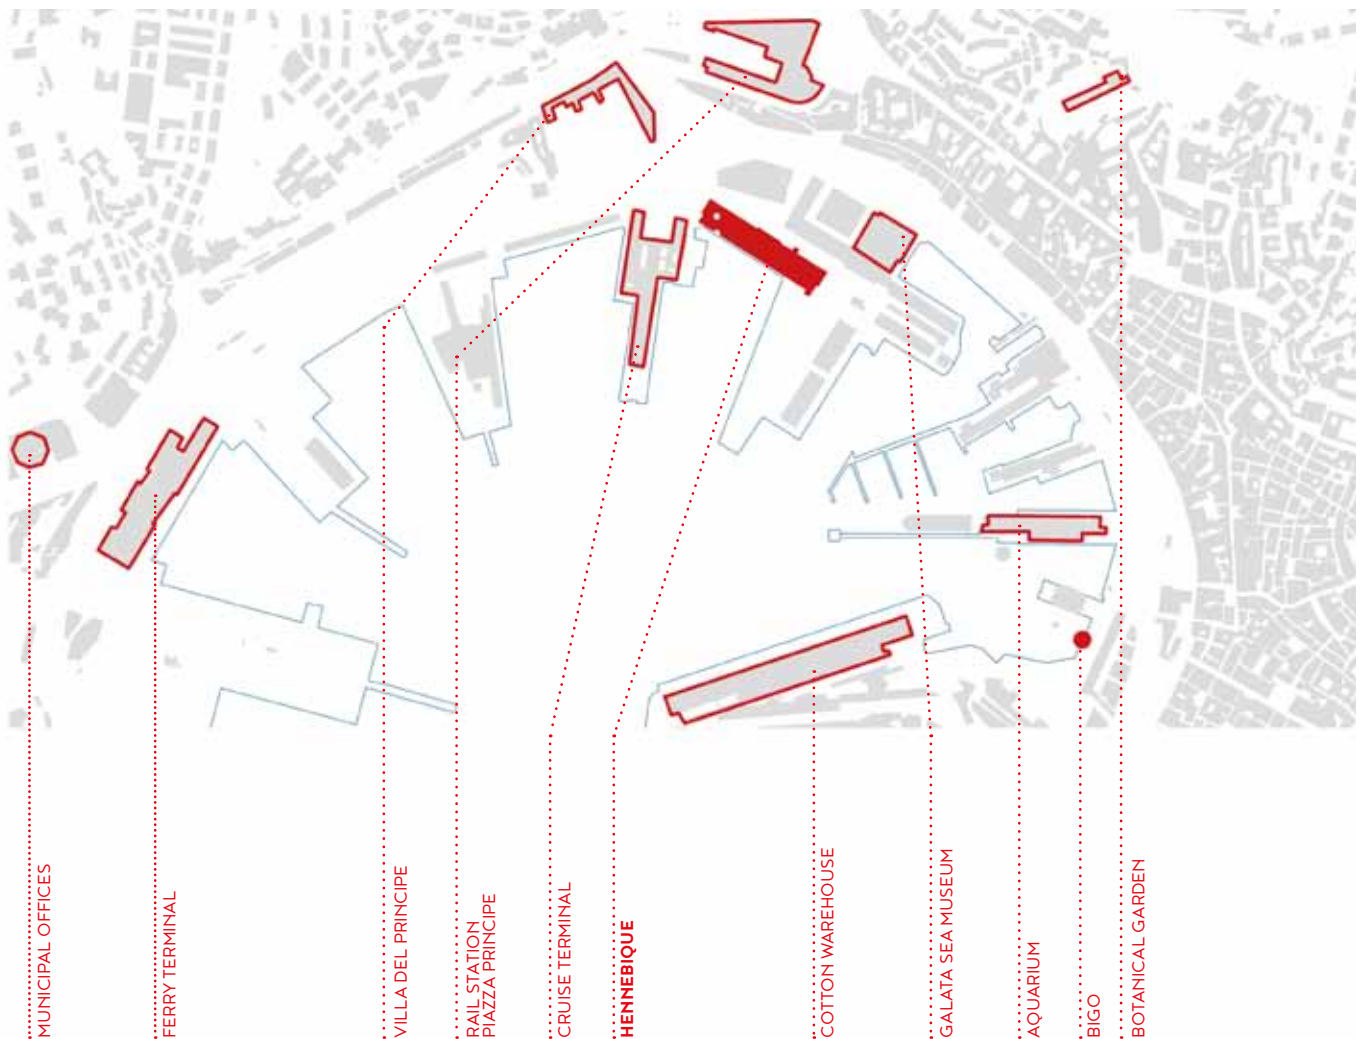 MUNICIPAL OFFICES
FERRY TERMINAL
VILLA DEL PRINCIPE
RAIL STATION
PIAZZA PRINCIPE
CRUISE TERMINAL
HENNEBIQUE
COTTON WAREHOUSE
GALATA SEA MUSEUM
AQUARIUM
BIGO
BOTANICAL GARDEN